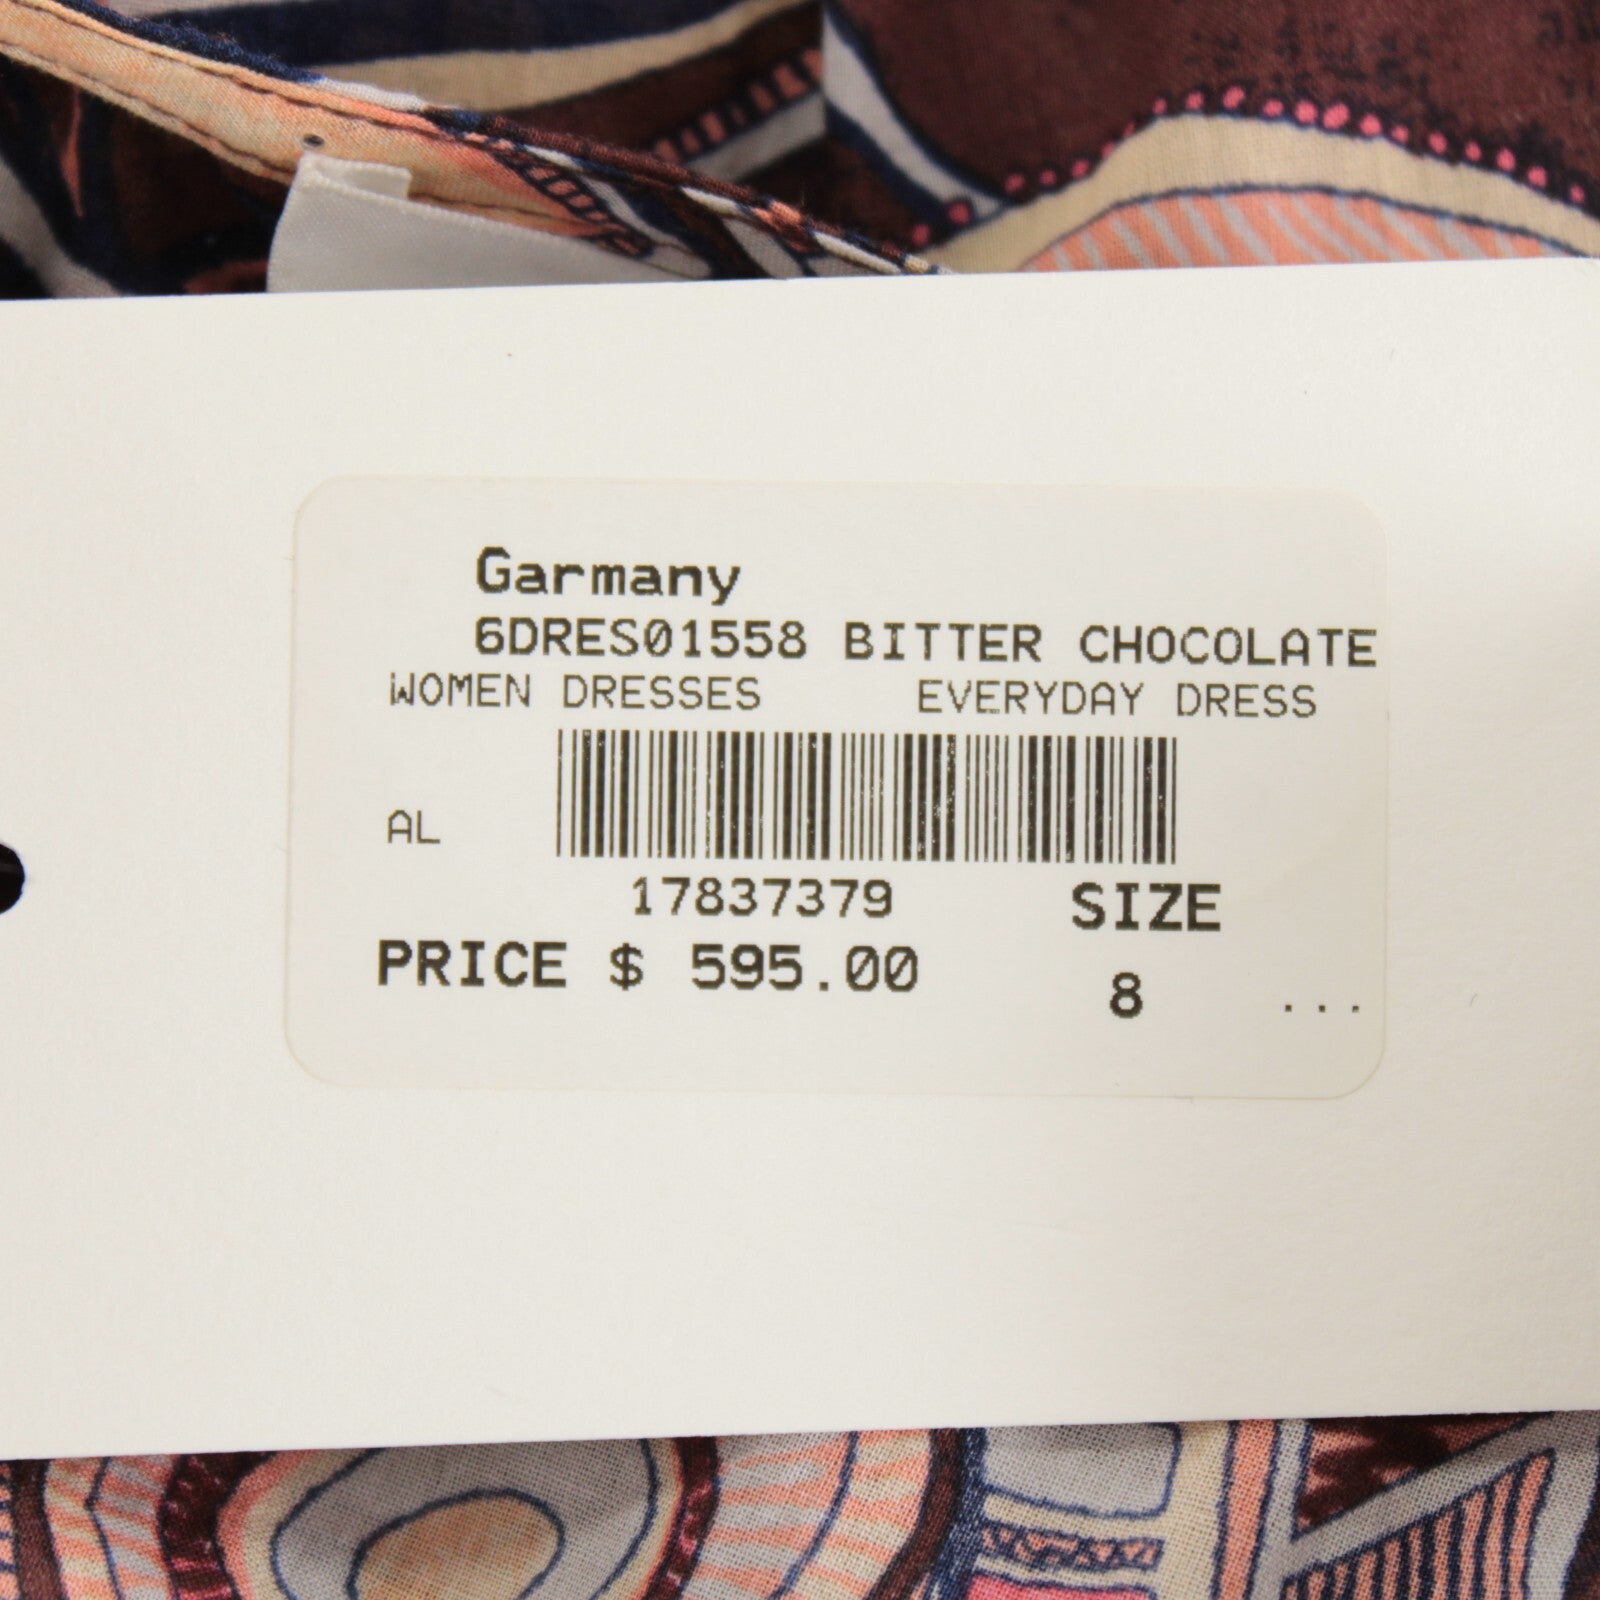 Garmany
6DRES01558 BITTER CHOCOLATE
WOMEN DRESSES EVERYDAY DRESS
AL
17837379 SIZE
PRICE $ 595.00
8 ...